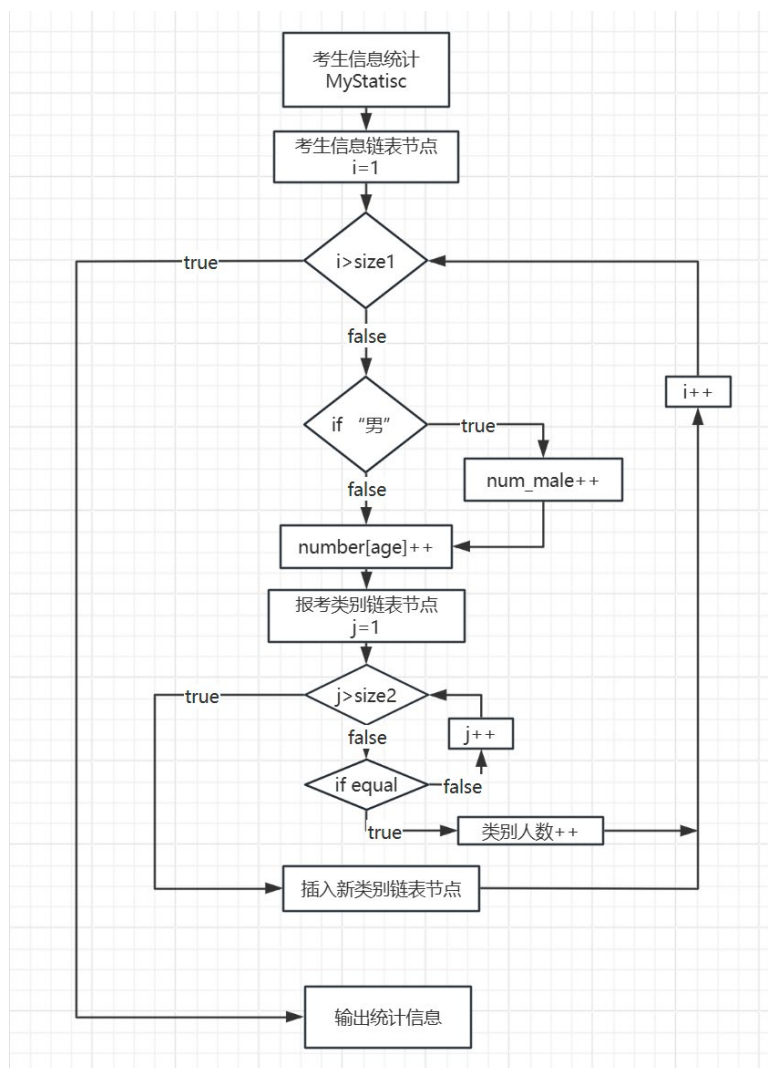 考生信息统计
MyStatisc
考生信息链表节点
i=1
true
i>size1
false
i++
if “男”
true
num_male++
false
number[age]++
报考类别链表节点
j=1
true
j>size2
j++
false
if equal
false
true
类别人数++
插入新类别链表节点
输出统计信息